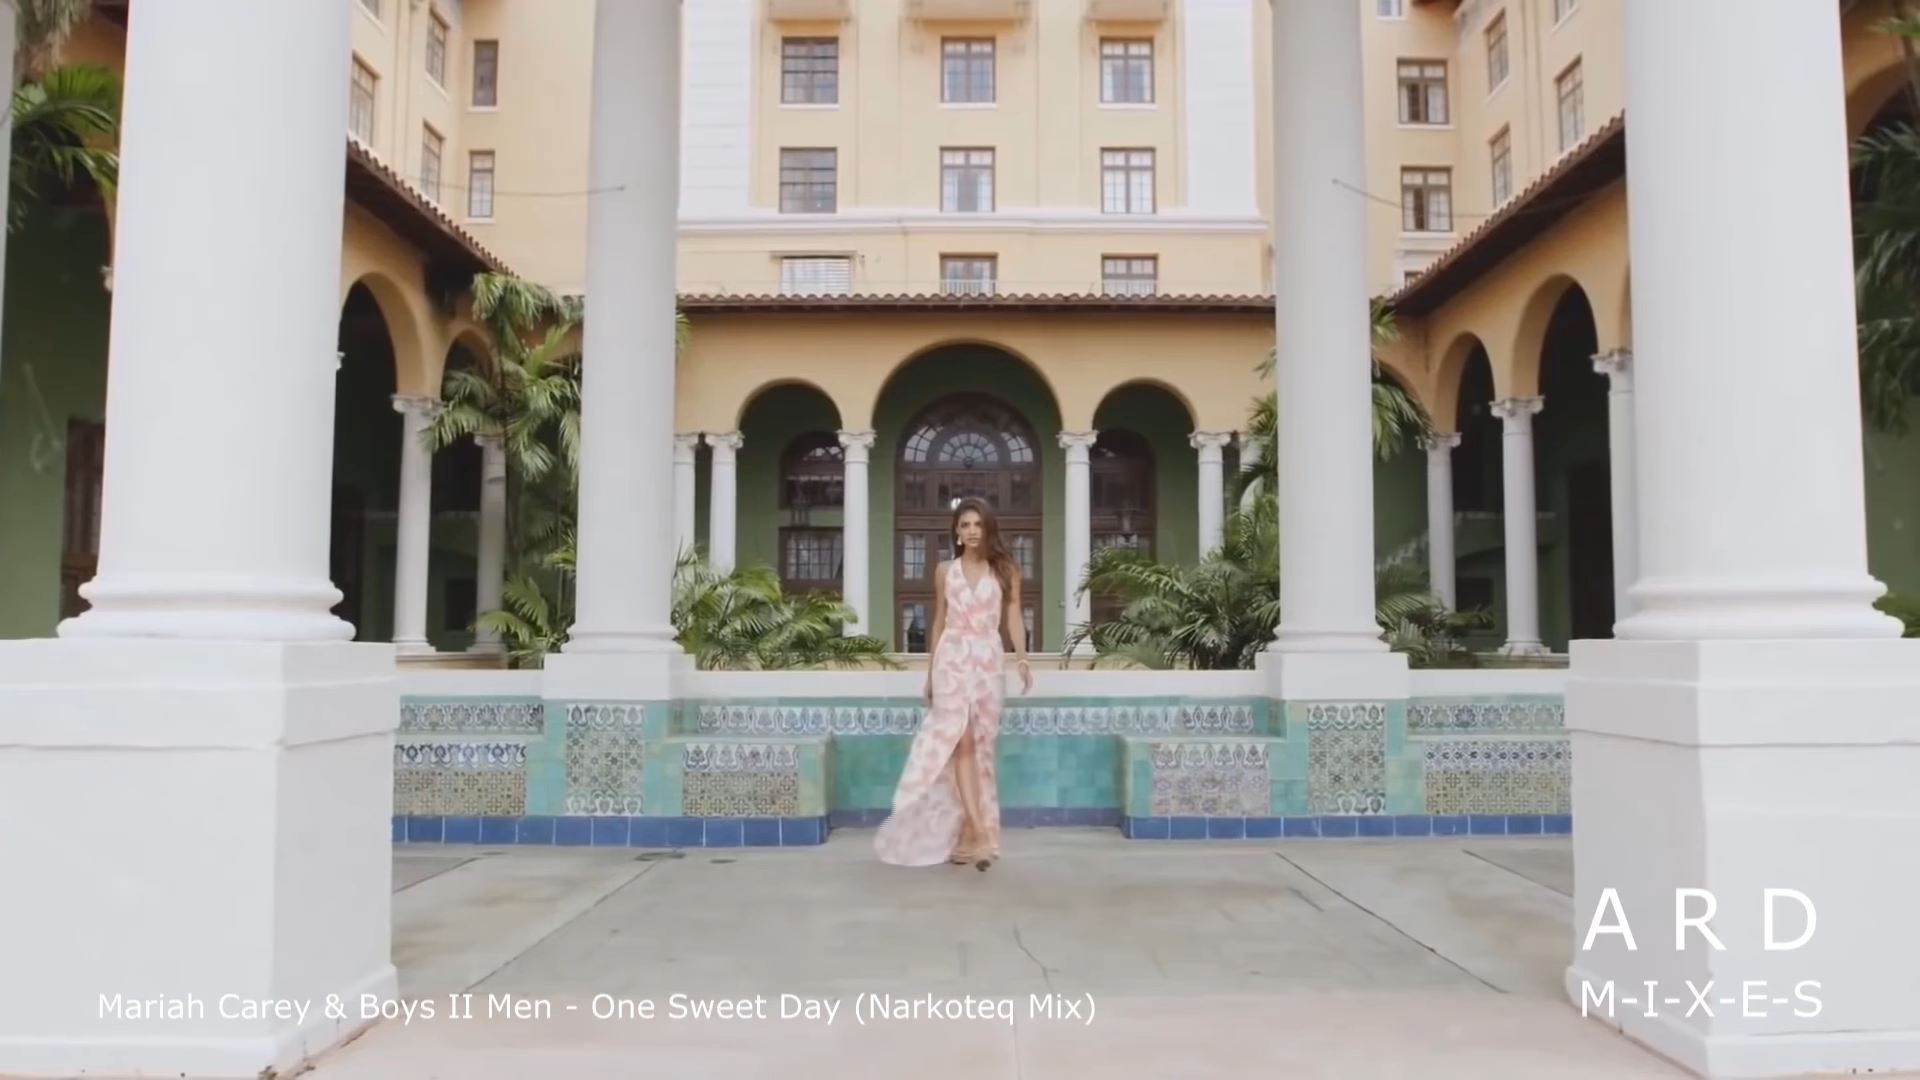 A R D
M-I-X-E-S
Mariah Carey & Boys II Men - One Sweet Day (Narkoteq Mix)